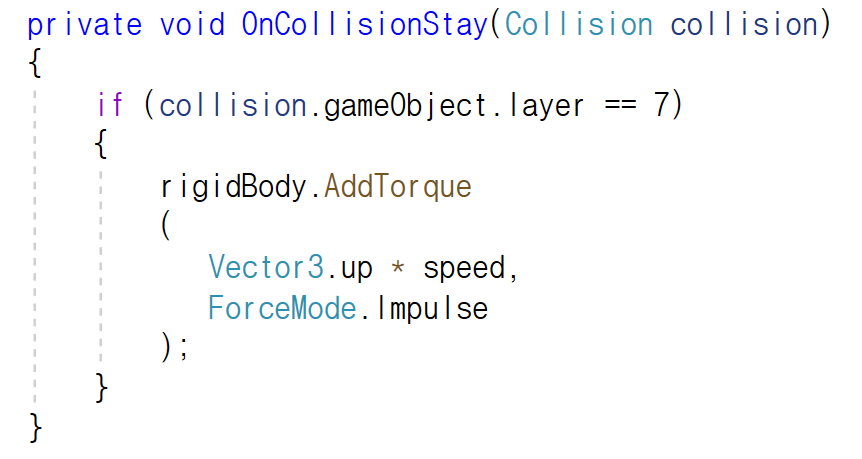 private void OnCollisionStay(Collision collision)
{
if (collision.gameObject.layer == 7)
{
rigidBody.AddTorque
(
Vector3.up * speed,
ForceMode.Impulse
);
}
}